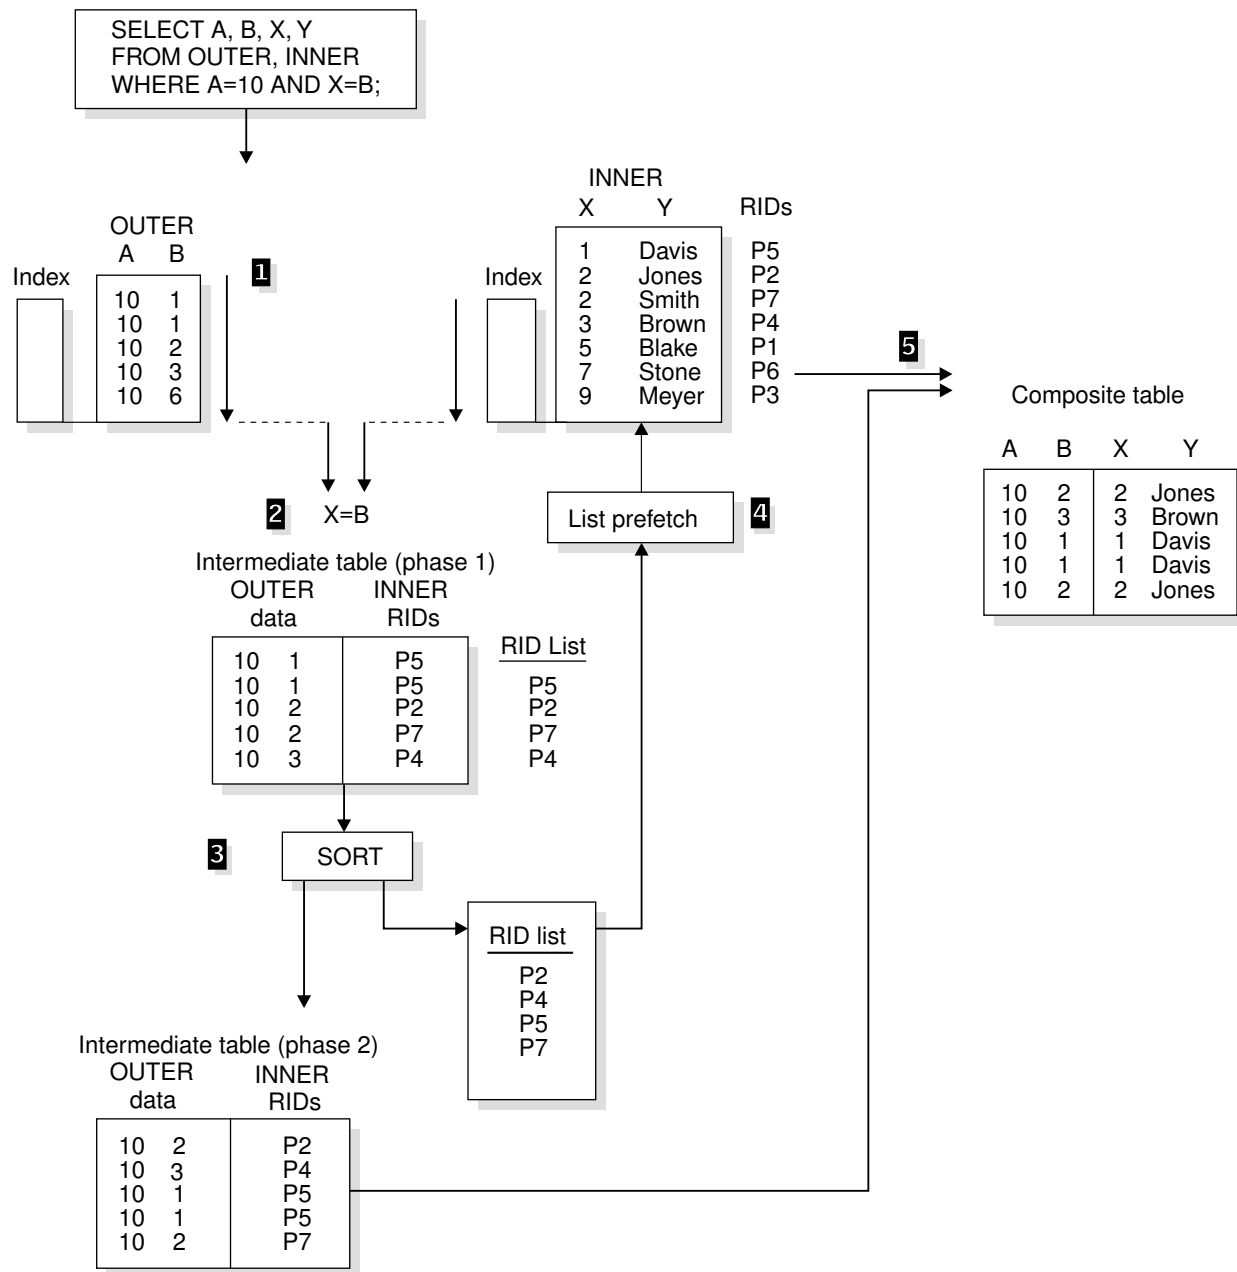 SELECT A, B, X, Y
FROM OUTER, INNER
WHERE A=10 AND X=B;
OUTER
A B
Index
10 1
10 1
10 2
10 3
10 6
1
INNER
X Y RIDs
Index
1 Davis P5
2 Jones P2
2 Smith P7
3 Brown P4
5 Blake P1
7 Stone P6
9 Meyer P3
5
Composite table
A B X Y
10 2 2 Jones
10 3 3 Brown
10 1 1 Davis
10 1 1 Davis
10 2 2 Jones
2 X=B
List prefetch 4
Intermediate table (phase 1)
OUTER INNER
data RIDs
10 1 P5
10 1 P5
10 2 P2
10 2 P7
10 3 P4
RID List
P5
P2
P7
P4
3 SORT
RID list
P2
P4
P5
P7
Intermediate table (phase 2)
OUTER INNER
data RIDs
10 2 P2
10 3 P4
10 1 P5
10 1 P5
10 2 P7